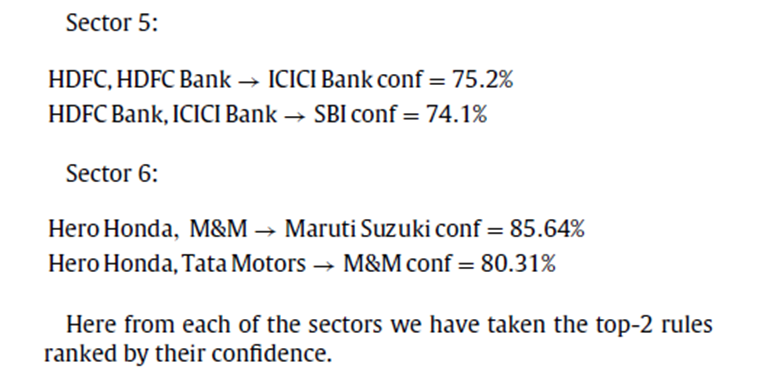 Sector 5:
HDFC, HDFC Bank → ICICI Bank conf = 75.2%
HDFC Bank, ICICI Bank → SBI conf = 74.1%
Sector 6:
Hero Honda, M&M → Maruti Suzuki conf = 85.64%
Hero Honda, Tata Motors → M&M conf = 80.31%
Here from each of the sectors we have taken the top-2 rules
ranked by their confidence.